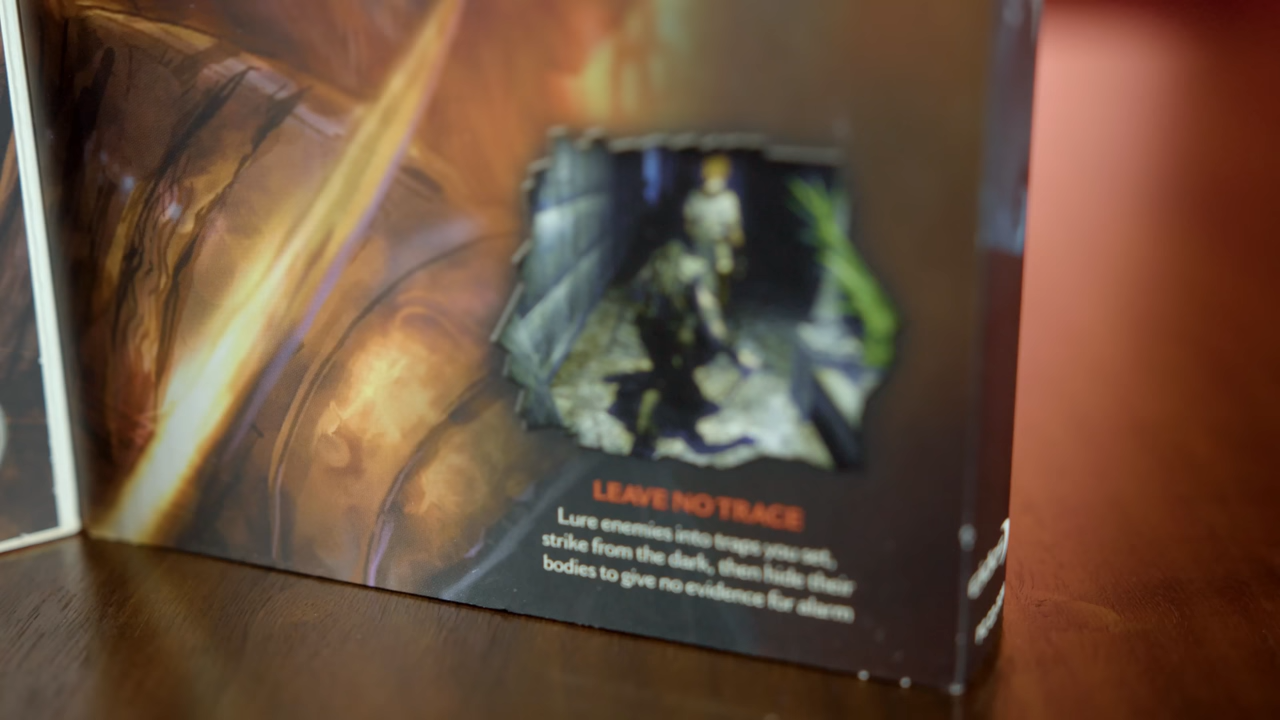 LEAVE NO TRACE
Lure enemies into traps you set,
strike from the dark, then hide their
bodies to give no evidence for alarm